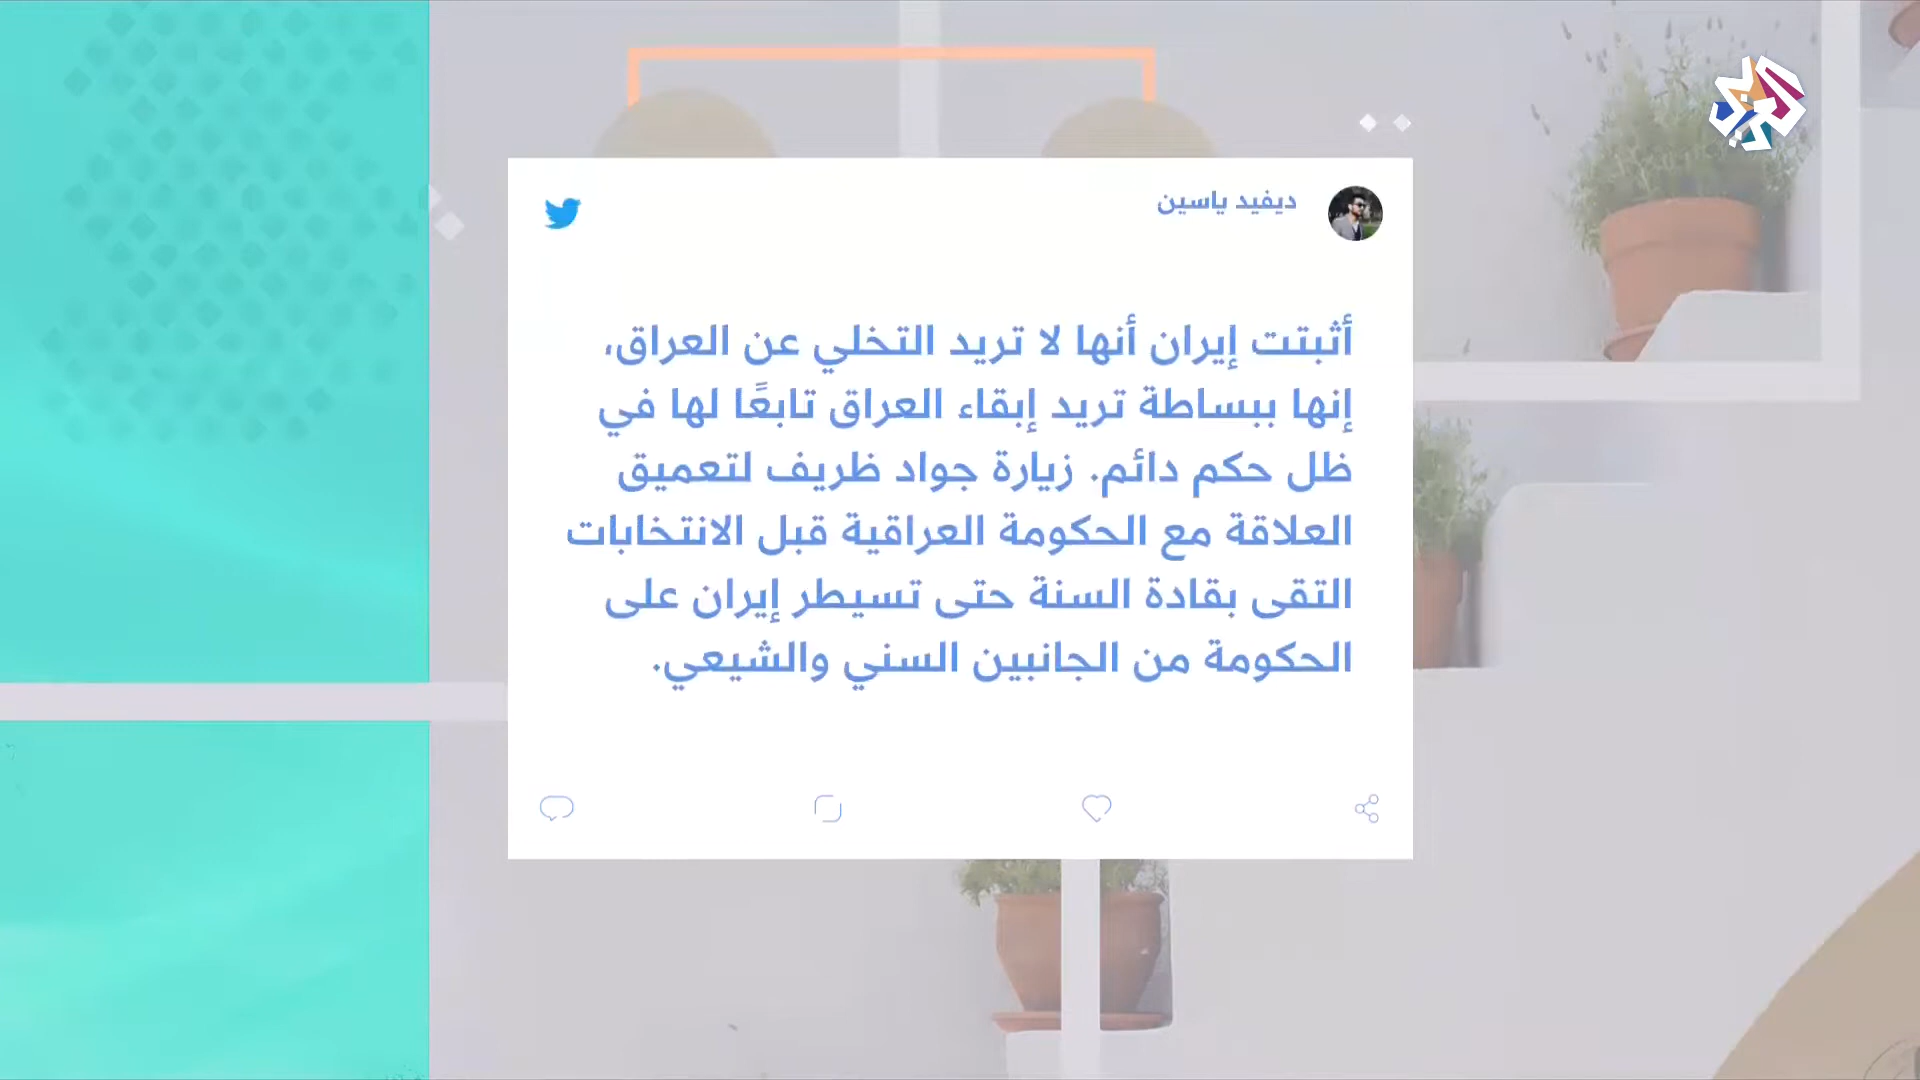 ديفيد ياسين
أثبتت إيران أنها لا تريد التخلي عن العراق،
إنها ببساطة تريد إبقاء العراق تابعًا لها في
ظل حكم دائم. زيارة جواد ظريف لتعميق
العلاقة مع الحكومة العراقية قبل الانتخابات
التقى بقادة السنة حتى تسيطر إيران على
الحكومة من الجانبين السني والشيعي.